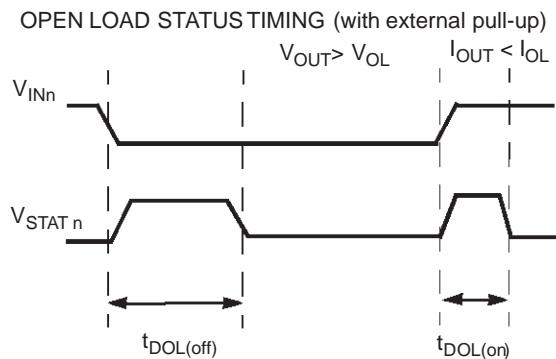 OPEN LOAD STATUS TIMING (with external pull-up)
VOUT> VOL
IOUT < IOL
VINn
VSTAT n
tDOL(off)
tDOL(on)